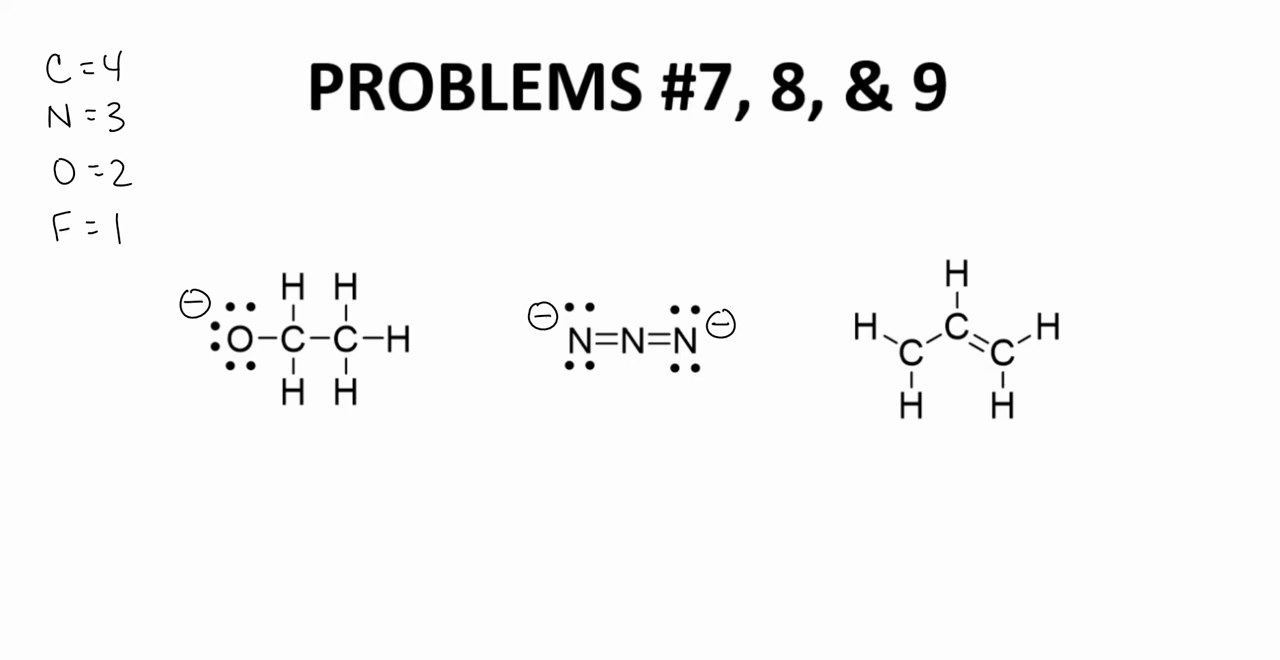 C = 4
PROBLEMS #7, 8, & 9
N = 3
O = 2
F = 1
H H
⊖ :O–C–C–H
H H
⊖ N=N=N ⊖
H
H C C=C H
H H